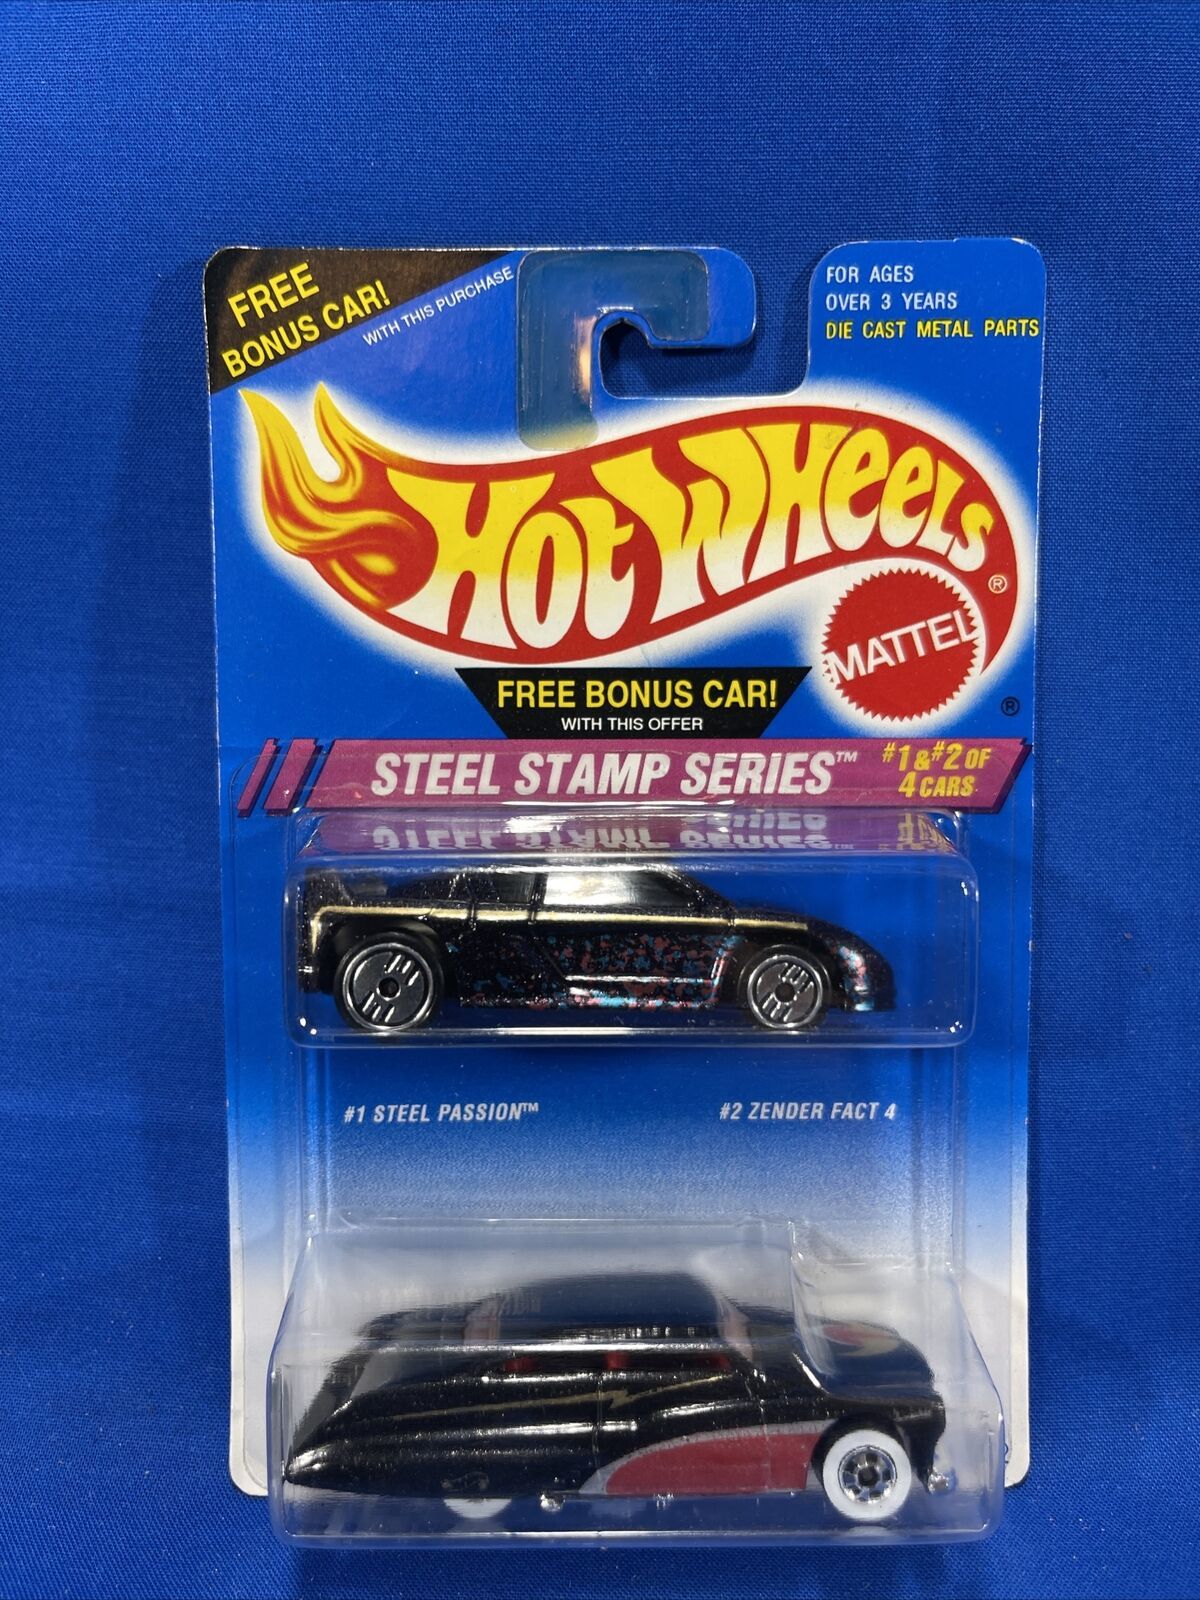 FREE
BONUS CAR!
WITH THIS PURCHASE
FOR AGES
OVER 3 YEARS
DIE CAST METAL PARTS
HOT WHEELS ®
MATTEL
®
FREE BONUS CAR!
WITH THIS OFFER
STEEL STAMP SERIES™ #1 & #2 OF
4 CARS
#1 STEEL PASSION™ #2 ZENDER FACT 4